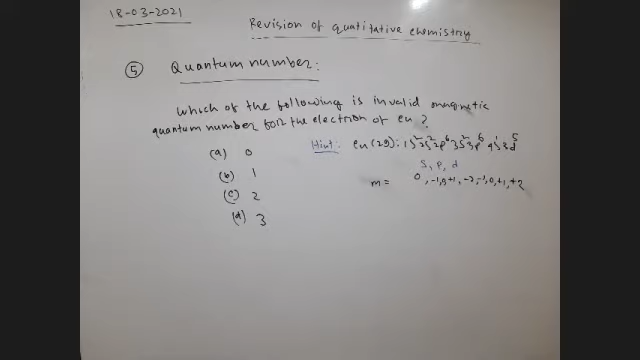 18-03-2021
Revision of quatitative chemistry
⑤ Quantum number:
Which of the following is invalid magnetic
quantum number for the electron of cu ?
(a) 0
(b) 1
(c) 2
(d) 3
Hint: cu (29): 1s² 2s² 2p⁶ 3s² 3p⁶ 4s¹ 3d⁵
s, p, d
m = 0, -1, 0, +1, -2, -1, 0, +1, +2